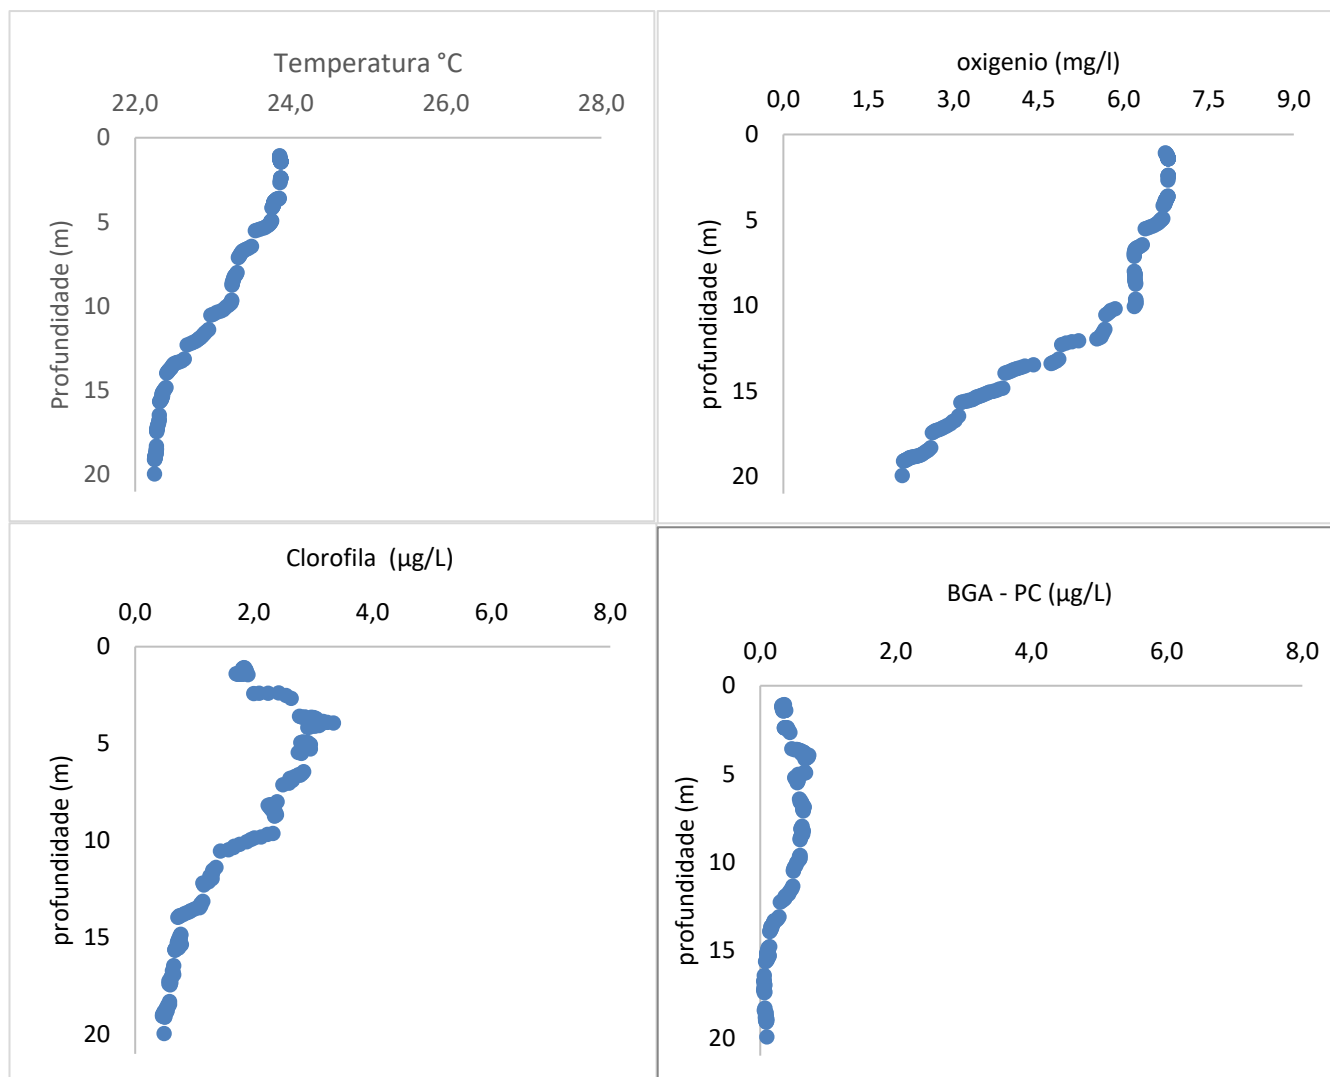 Temperatura °C
22,0 24,0 26,0 28,0
0
5
10
15
20
Profundidade (m)
oxigenio (mg/l)
0,0 1,5 3,0 4,5 6,0 7,5 9,0
0
5
10
15
20
profundidade (m)
Clorofila (µg/L)
0,0 2,0 4,0 6,0 8,0
0
5
10
15
20
profundidade (m)
BGA - PC (µg/L)
0,0 2,0 4,0 6,0 8,0
0
5
10
15
20
profundidade (m)